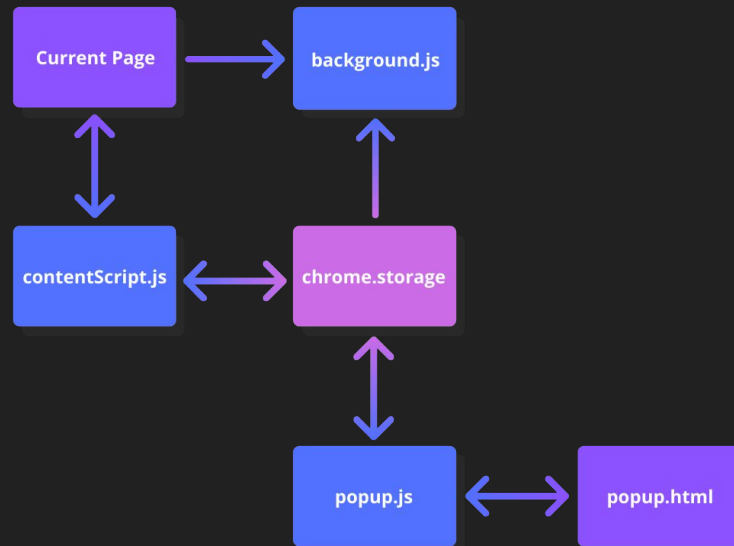 Current Page
background.js
contentScript.js
chrome.storage
popup.js
popup.html